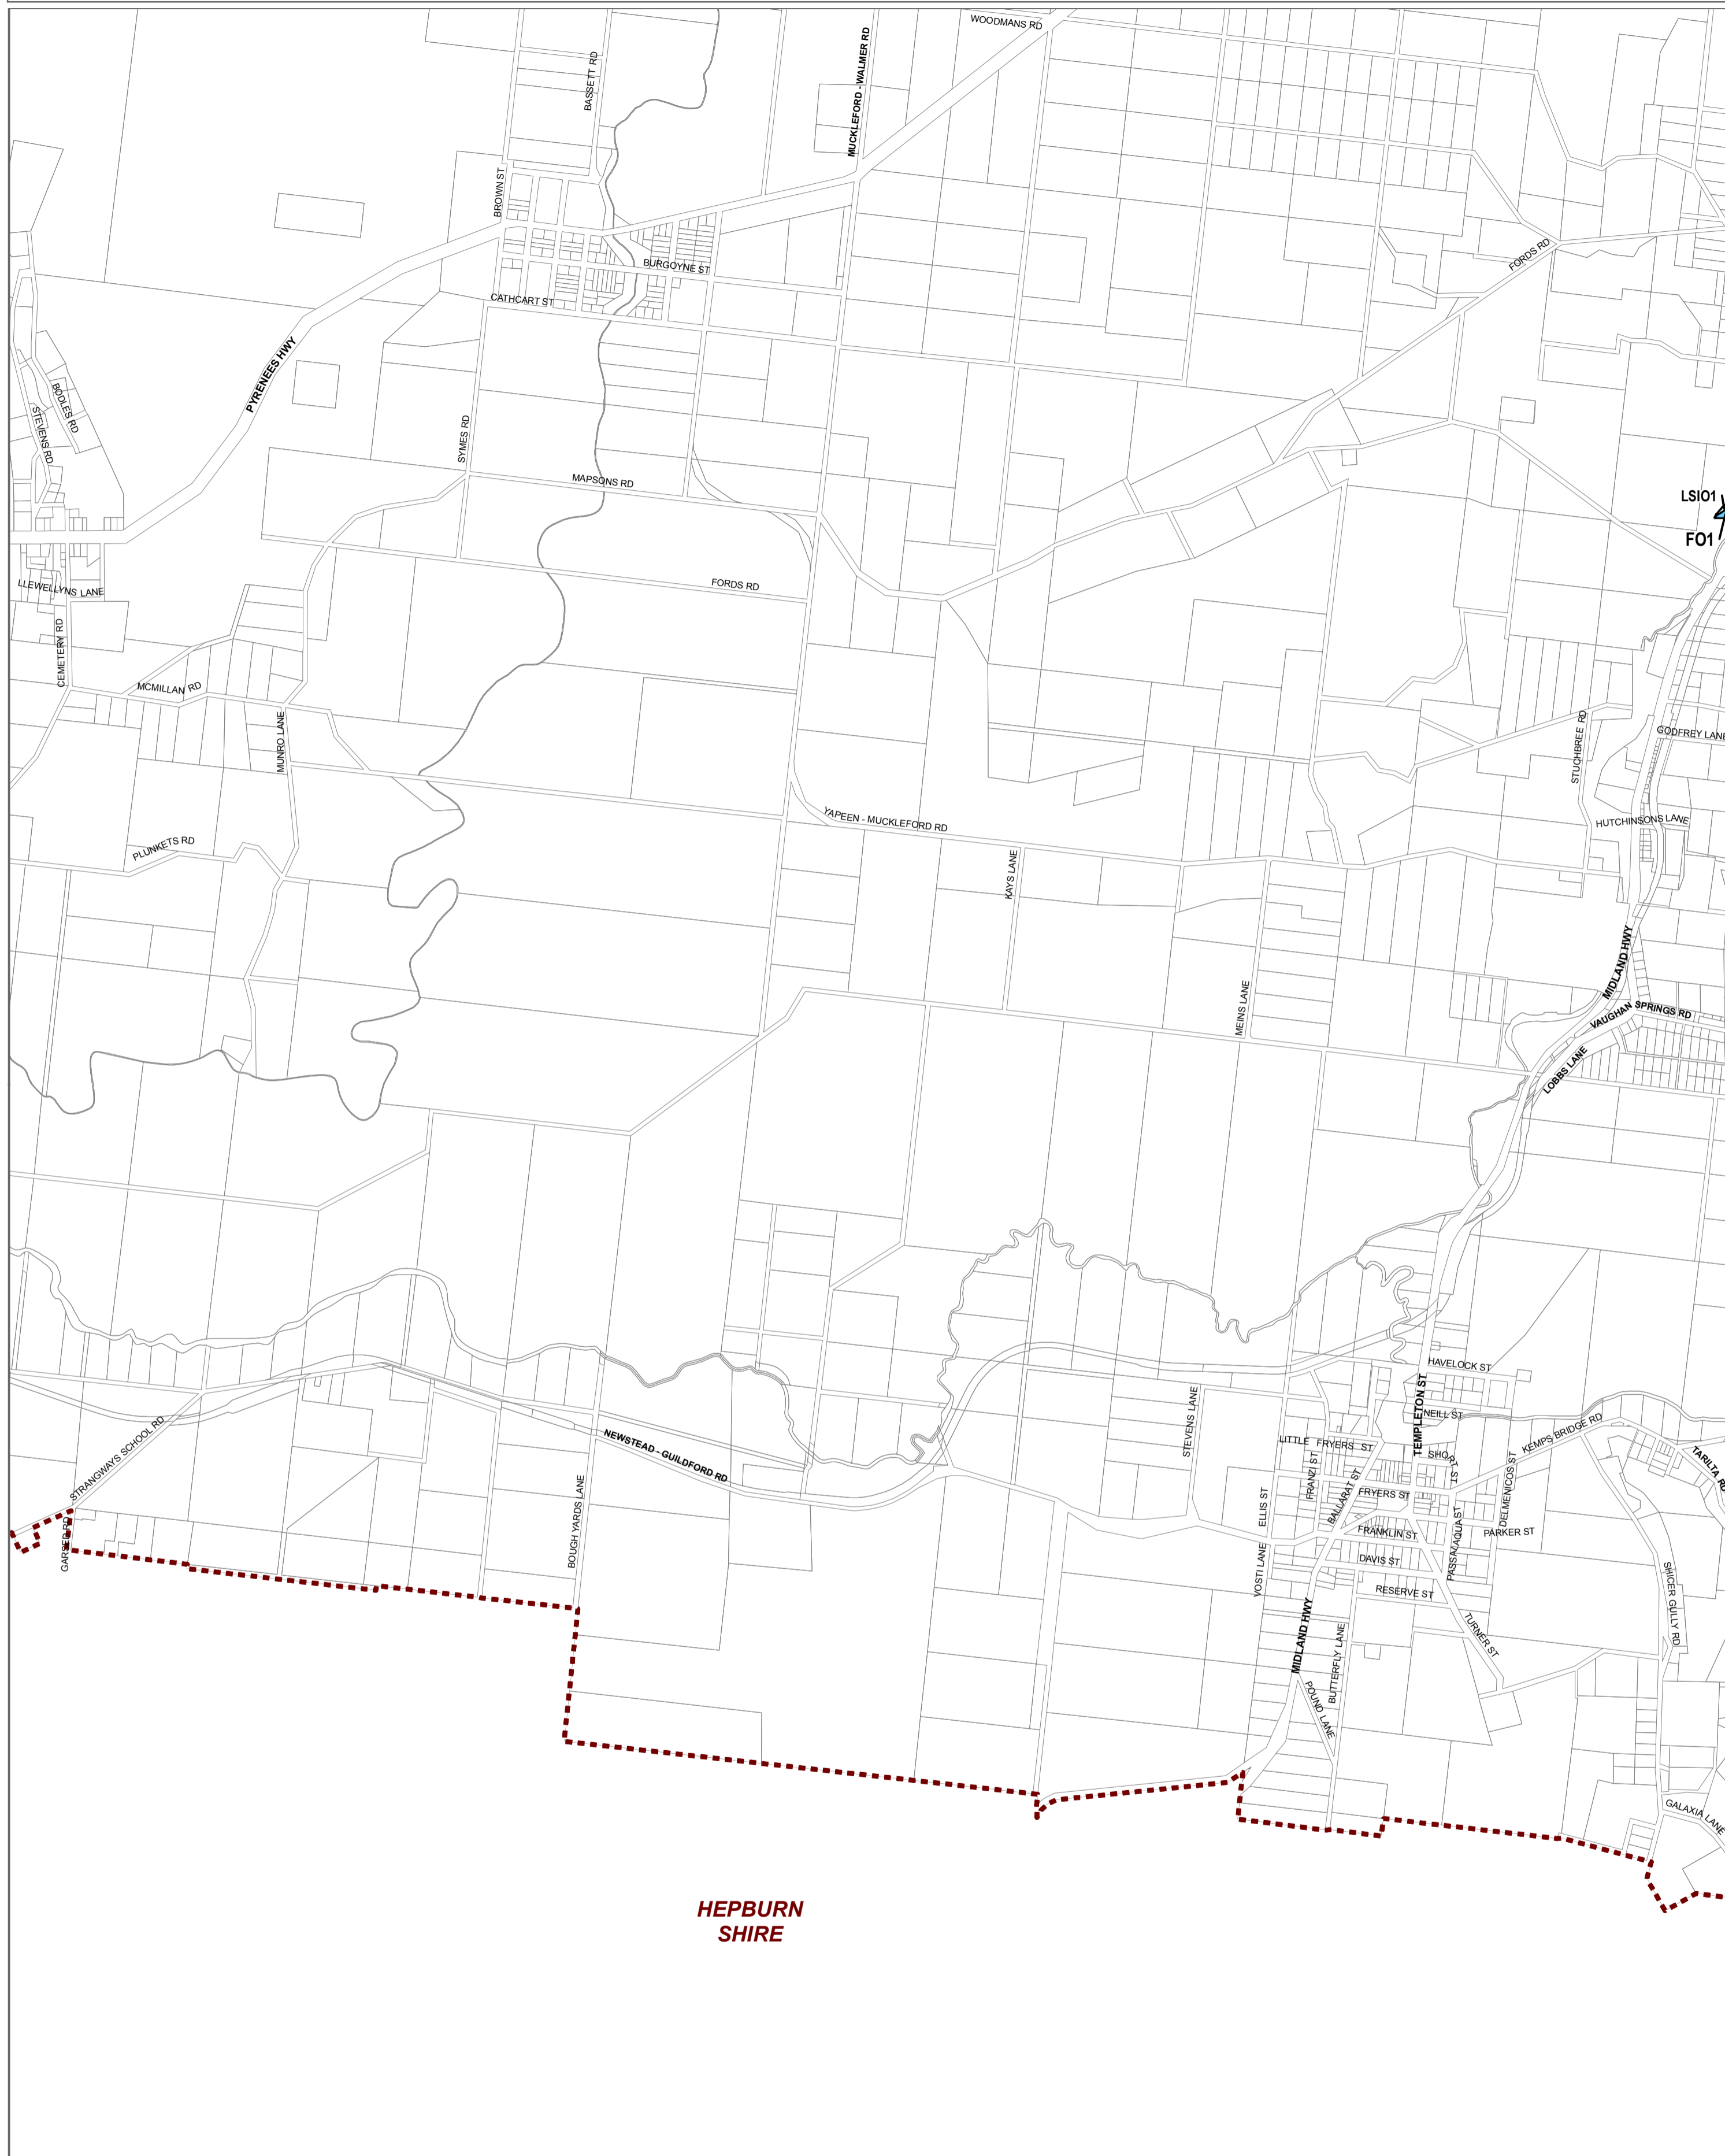 WOODMANS RD
BASSETT RD
MUCKLEFORD - WALMER RD
BROWN ST
BURGOYNE ST
CATHCART ST
FORDS RD
PYRENEES HWY
BODLES RD
STEVENS RD
SYMES RD
MAPSONS RD
LSIO1
FO1
FORDS RD
LLEWELLYNS LANE
CEMETERY RD
MCMILLAN RD
MUNRO LANE
STUCHBREE RD
GODFREY LANE
YAPEEN - MUCKLEFORD RD
HUTCHINSONS LANE
PLUNKETS RD
KAYS LANE
MIDLAND HWY
MEINS LANE
VAUGHAN SPRINGS RD
LOBBS LANE
HAVELOCK ST
TEMPLETON ST
NEILL ST
STEVENS LANE
KEMPS BRIDGE RD
LITTLE FRYERS ST
SHORT ST
TARILTA RD
STRANGWAYS SCHOOL RD
NEWSTEAD - GUILDFORD RD
FRANZI ST
BALLARAT ST
FRYERS ST
DELMENICOS ST
ELLIS ST
PASSALAQUA ST
FRANKLIN ST
PARKER ST
GARSED RD
BOUGH YARDS LANE
VOSTI LANE
DAVIS ST
RESERVE ST
SHICER GULLY RD
MIDLAND HWY
BUTTERFLY LANE
TURNER ST
POUND LANE
GALAXIA LANE
HEPBURN
SHIRE